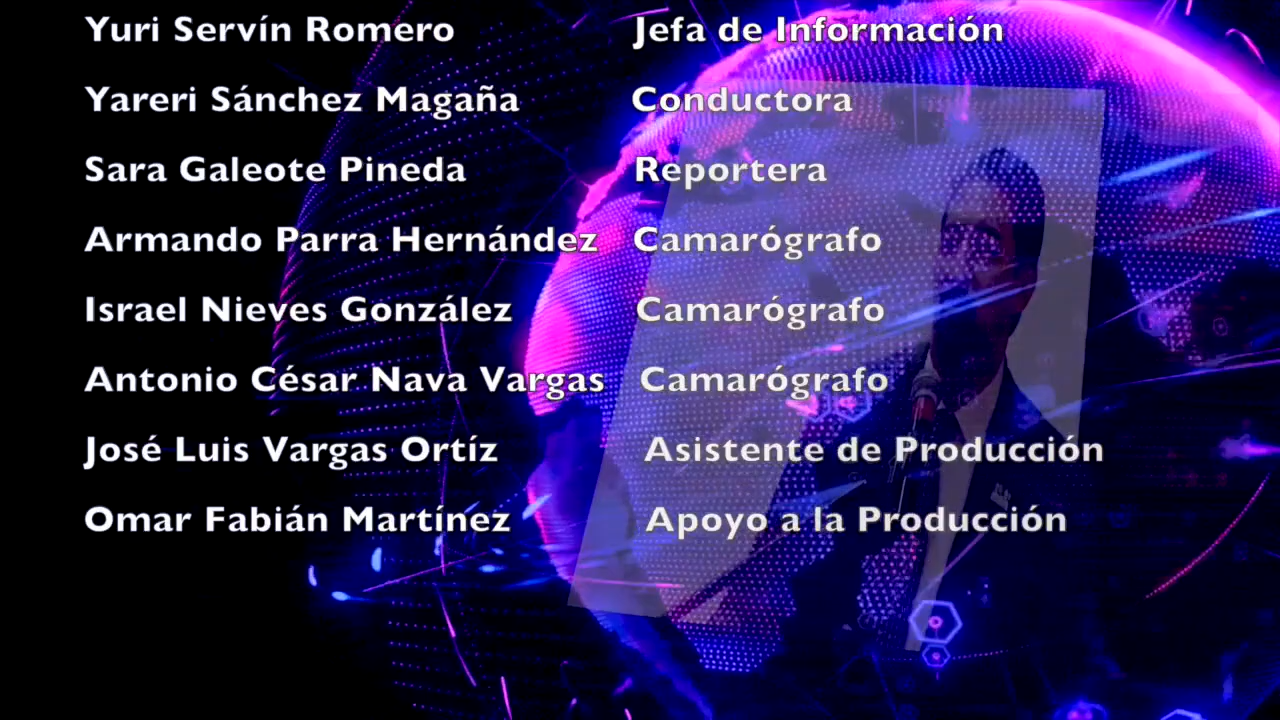 Yuri Servín Romero Jefa de Información
Yareri Sánchez Magaña Conductora
Sara Galeote Pineda Reportera
Armando Parra Hernández Camarógrafo
Israel Nieves González Camarógrafo
Antonio César Nava Vargas Camarógrafo
José Luis Vargas Ortíz Asistente de Producción
Omar Fabián Martínez Apoyo a la Producción